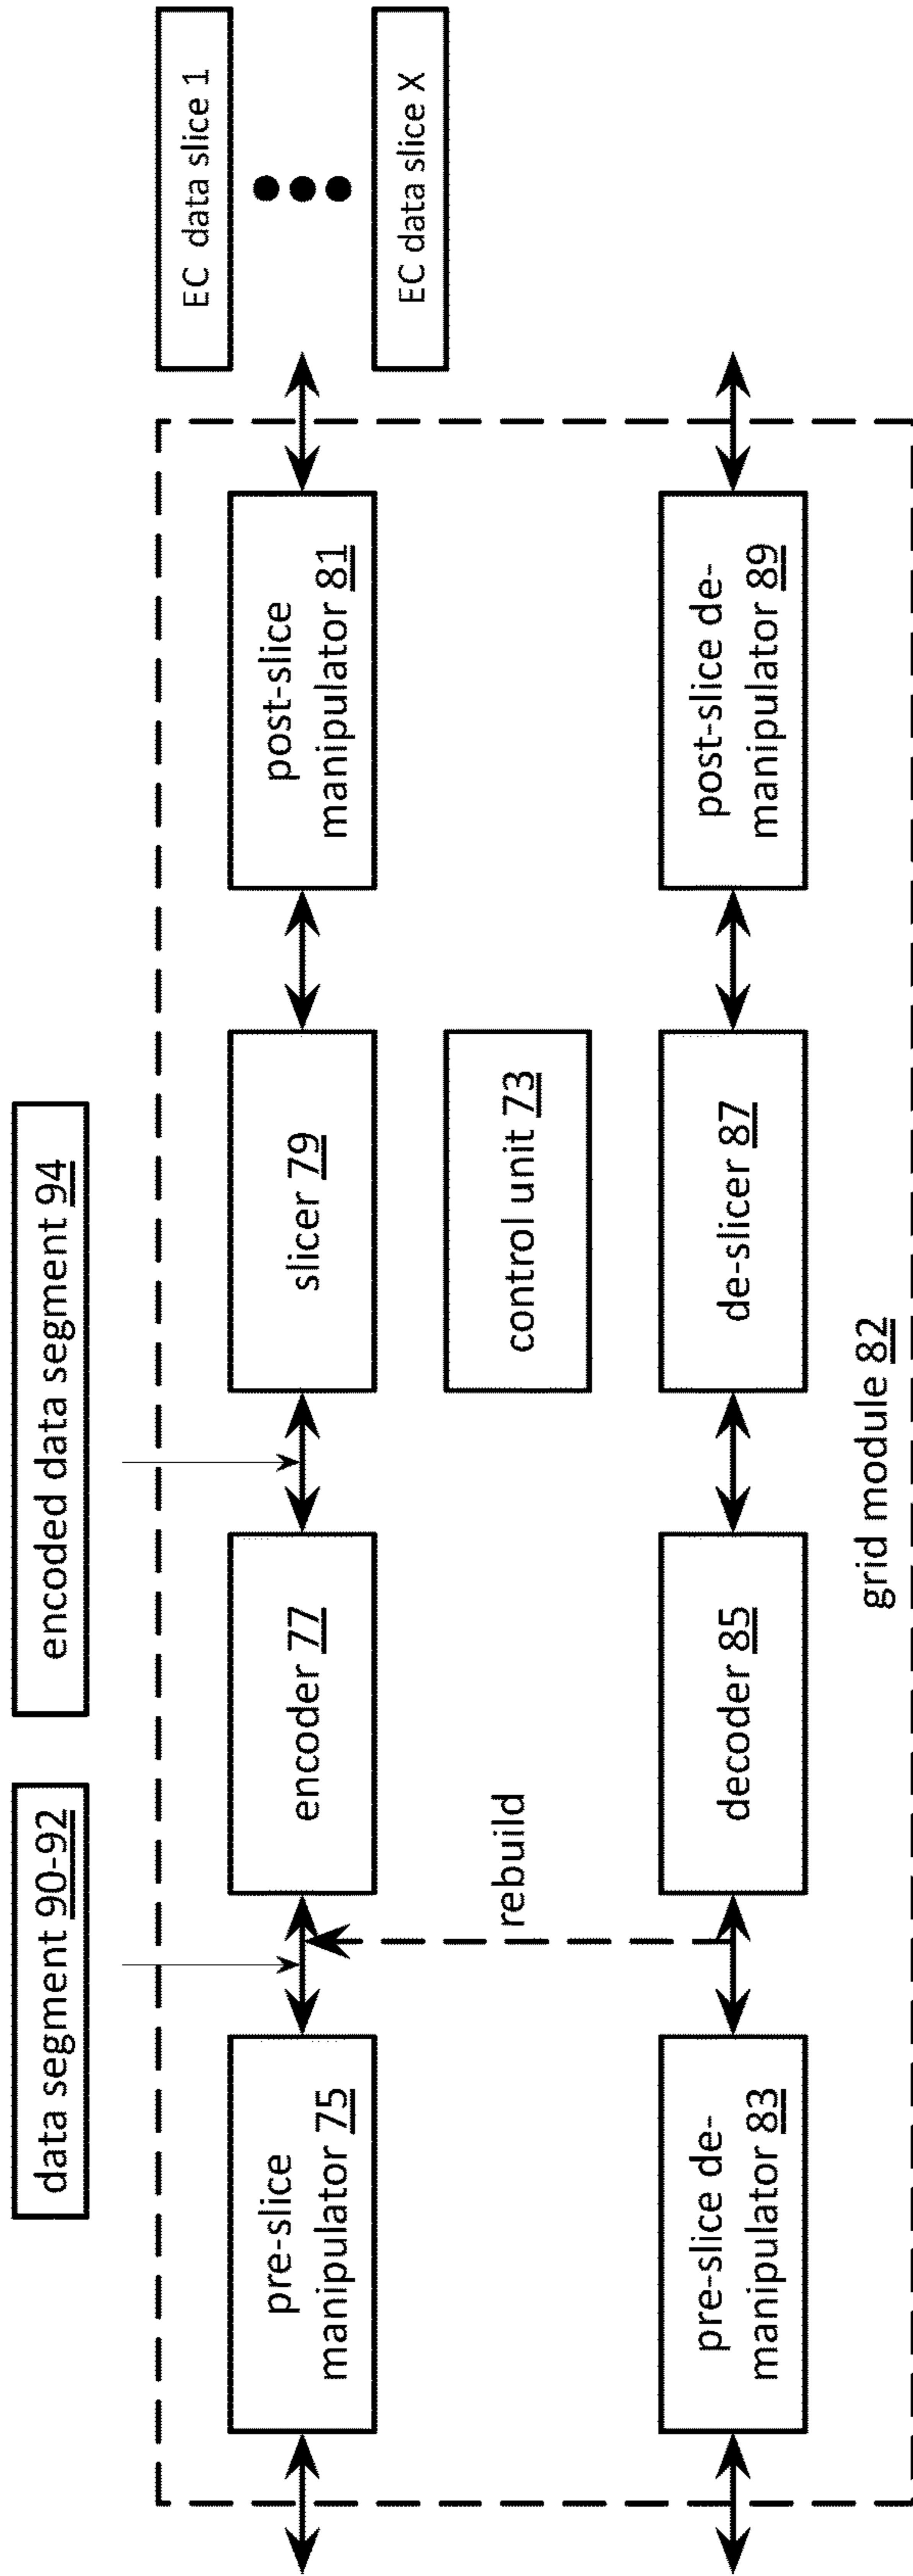 data segment 90-92
encoded data segment 94
EC data slice 1
EC data slice X
pre-slice
manipulator 75
encoder 77
slicer 79
post-slice
manipulator 81
rebuild
control unit 73
pre-slice de-
manipulator 83
decoder 85
de-slicer 87
post-slice de-
manipulator 89
grid module 82